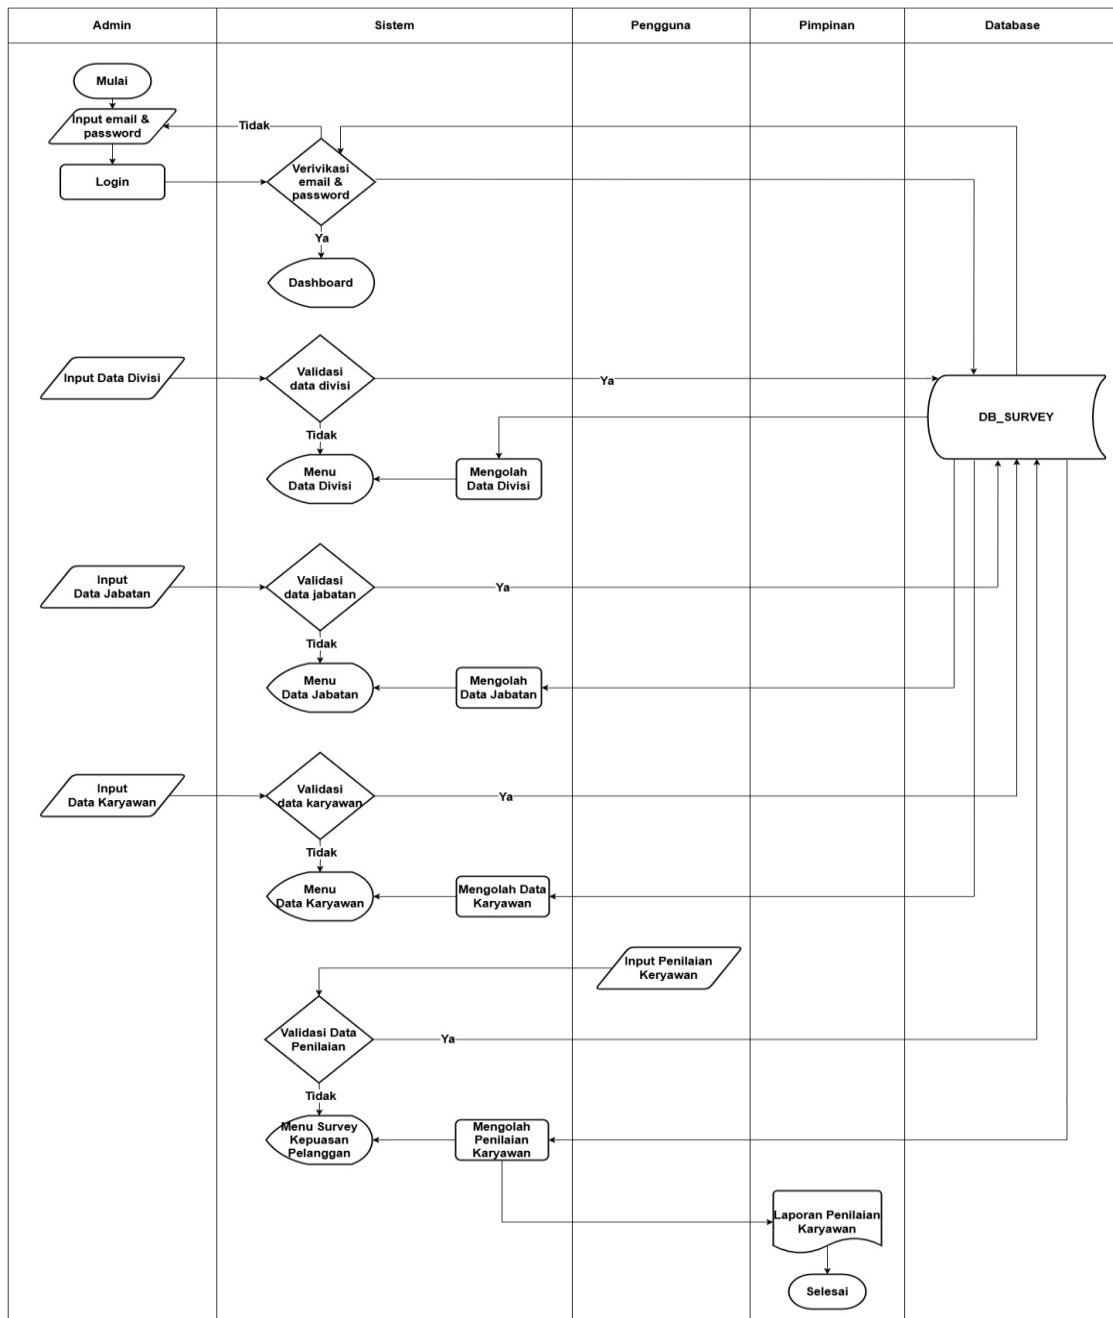 Admin
Sistem
Pengguna
Pimpinan
Database
Mulai
Input email &
password
Tidak
Login
Verivikasi
email &
password
Ya
Dashboard
Input Data Divisi
Validasi
data divisi
Ya
DB_SURVEY
Tidak
Menu
Data Divisi
Mengolah
Data Divisi
Input
Data Jabatan
Validasi
data jabatan
Ya
Tidak
Menu
Data Jabatan
Mengolah
Data Jabatan
Input
Data Karyawan
Validasi
data karyawan
Ya
Tidak
Menu
Data Karyawan
Mengolah Data
Karyawan
Input Penilaian
Keryawan
Validasi Data
Penilaian
Ya
Tidak
Menu Survey
Kepuasan
Pelanggan
Mengolah
Penilaian
Karyawan
Laporan Penilaian
Karyawan
Selesai